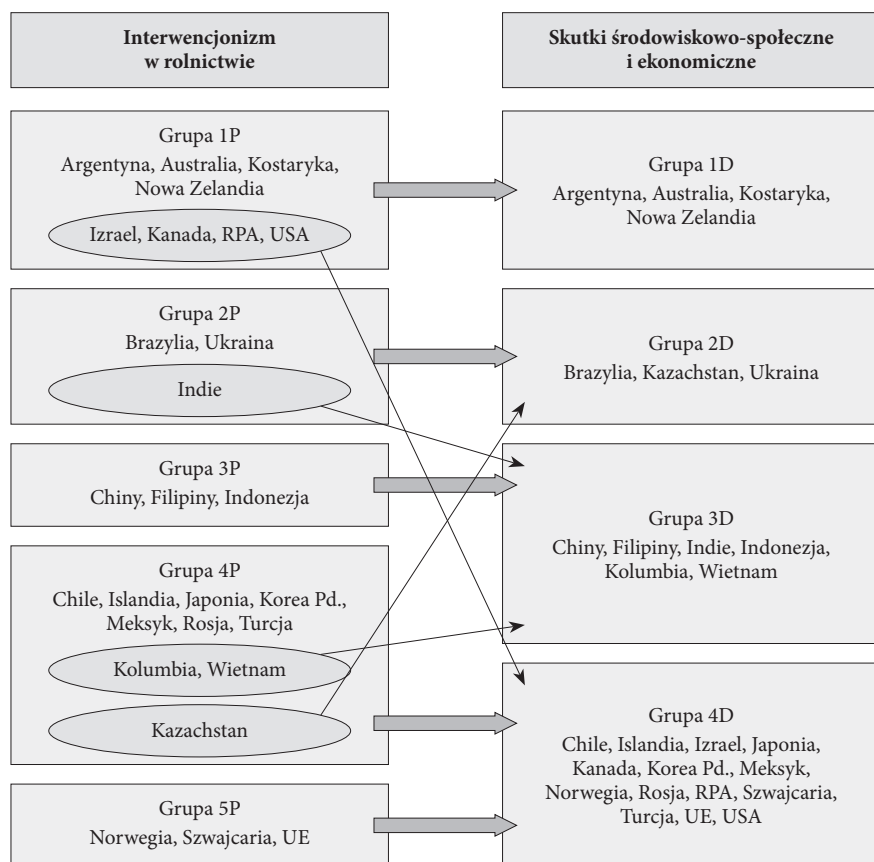 Interwencjonizm
w rolnictwie
Skutki środowiskowo-społeczne
i ekonomiczne
Grupa 1P
Argentyna, Australia, Kostaryka,
Nowa Zelandia
Izrael, Kanada, RPA, USA
Grupa 1D
Argentyna, Australia, Kostaryka,
Nowa Zelandia
Grupa 2P
Brazylia, Ukraina
Indie
Grupa 2D
Brazylia, Kazachstan, Ukraina
Grupa 3P
Chiny, Filipiny, Indonezja
Grupa 3D
Chiny, Filipiny, Indie, Indonezja,
Kolumbia, Wietnam
Grupa 4P
Chile, Islandia, Japonia, Korea Pd.,
Meksyk, Rosja, Turcja
Kolumbia, Wietnam
Kazachstan
Grupa 4D
Chile, Islandia, Izrael, Japonia,
Kanada, Korea Pd., Meksyk,
Norwegia, Rosja, RPA, Szwajcaria,
Turcja, UE, USA
Grupa 5P
Norwegia, Szwajcaria, UE